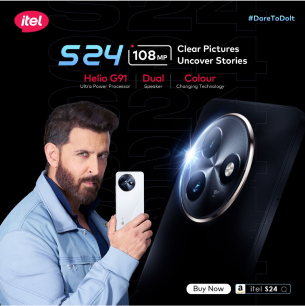 itel
#DareToDoIt
S24
108MP
Clear Pictures
Uncover Stories
Helio G91
Ultra Power Processor
Dual
Speaker
Colour
Changing Technology
Buy Now
a itel S24